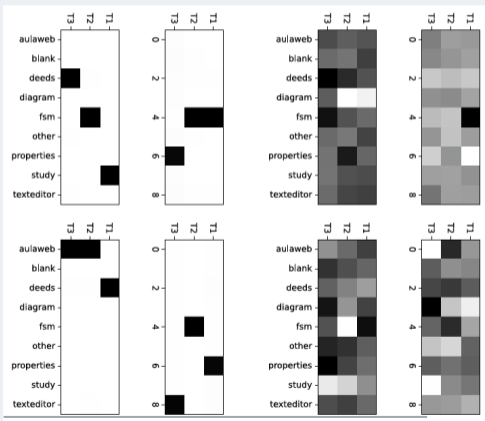 T3 T2 T1 T3 T2 T1 T3 T2 T1 T3 T2 T1
aulaweb 0 aulaweb 0
blank blank
deeds 2 deeds 2
diagram diagram
fsm 4 fsm 4
other other
properties 6 properties 6
study study
texteditor 8 texteditor 8
T3 T2 T1 T3 T2 T1 T3 T2 T1 T3 T2 T1
aulaweb 0 aulaweb 0
blank blank
deeds 2 deeds 2
diagram diagram
fsm 4 fsm 4
other other
properties 6 properties 6
study study
texteditor 8 texteditor 8